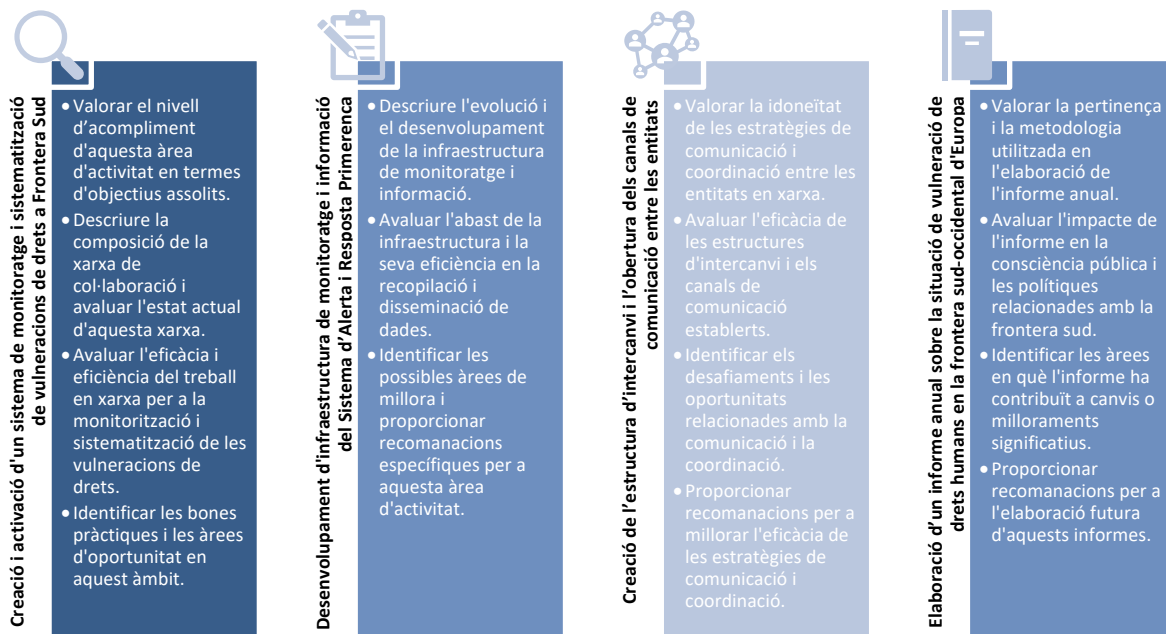 Creació i activació d'un sistema de monitoratge i sistematització
de vulneracions de drets a Frontera Sud
• Valorar el nivell
d’acompliment
d'aquesta àrea
d'activitat en termes
d'objectius assolits.
• Descriure la
composició de la
xarxa de
col·laboració i
avaluar l'estat actual
d'aquesta xarxa.
• Avaluar l'eficàcia i
eficiència del treball
en xarxa per a la
monitorització i
sistematització de les
vulneracions de
drets.
• Identificar les bones
pràctiques i les àrees
d'oportunitat en
aquest àmbit.
Desenvolupament d'infraestructura de monitoratge i informació
del Sistema d’Alerta i Resposta Primerenca
• Descriure l'evolució i
el desenvolupament
de la infraestructura
de monitoratge i
informació.
• Avaluar l'abast de la
infraestructura i la
seva eficiència en la
recopilació i
disseminació de
dades.
• Identificar les
possibles àrees de
millora i
proporcionar
recomanacions
específiques per a
aquesta àrea
d'activitat.
Creació de l’estructura d’intercanvi i l’obertura dels canals de
comunicació entre les entitats
• Valorar la idoneïtat
de les estratègies de
comunicació i
coordinació entre les
entitats en xarxa.
• Avaluar l'eficàcia de
les estructures
d'intercanvi i els
canals de
comunicació
establerts.
• Identificar els
desafiaments i les
oportunitats
relacionades amb la
comunicació i la
coordinació.
• Proporcionar
recomanacions per a
millorar l'eficàcia de
les estratègies de
comunicació i
coordinació.
Elaboració d’un informe anual sobre la situació de vulneració de
drets humans en la frontera sud-occidental d'Europa
• Valorar la pertinença
i la metodologia
utilitzada en
l'elaboració de
l'informe anual.
• Avaluar l'impacte de
l'informe en la
consciència pública i
les polítiques
relacionades amb la
frontera sud.
• Identificar les àrees
en què l'informe ha
contribuït a canvis o
milloraments
significatius.
• Proporcionar
recomanacions per a
l'elaboració futura
d'aquests informes.